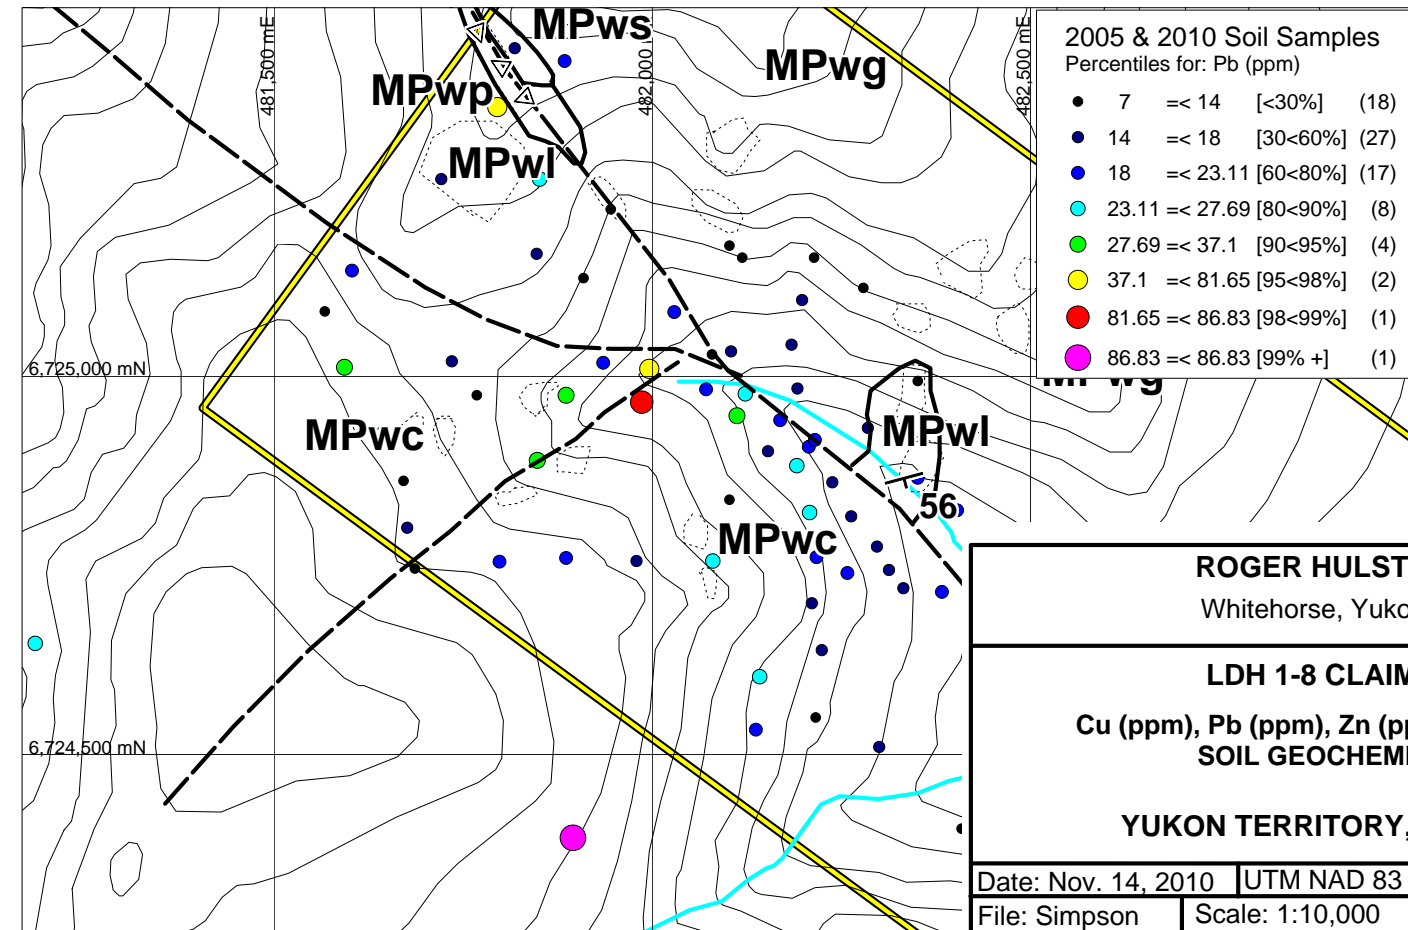 481,500 mE
482,000 mE
482,500 mE
MPws
MPwg
MPwp
MPwl
2005 & 2010 Soil Samples
Percentiles for: Pb (ppm)
7 =< 14 [<30%] (18)
14 =< 18 [30<60%] (27)
18 =< 23.11 [60<80%] (17)
23.11 =< 27.69 [80<90%] (8)
27.69 =< 37.1 [90<95%] (4)
37.1 =< 81.65 [95<98%] (2)
81.65 =< 86.83 [98<99%] (1)
86.83 =< 86.83 [99% +] (1)
6,725,000 mN
MPwg
MPwc
MPwl
56
MPwc
6,724,500 mN
ROGER HULST
Whitehorse, Yuko
LDH 1-8 CLAIM
Cu (ppm), Pb (ppm), Zn (pp
SOIL GEOCHEMI
YUKON TERRITORY,
Date: Nov. 14, 2010 UTM NAD 83
File: Simpson Scale: 1:10,000